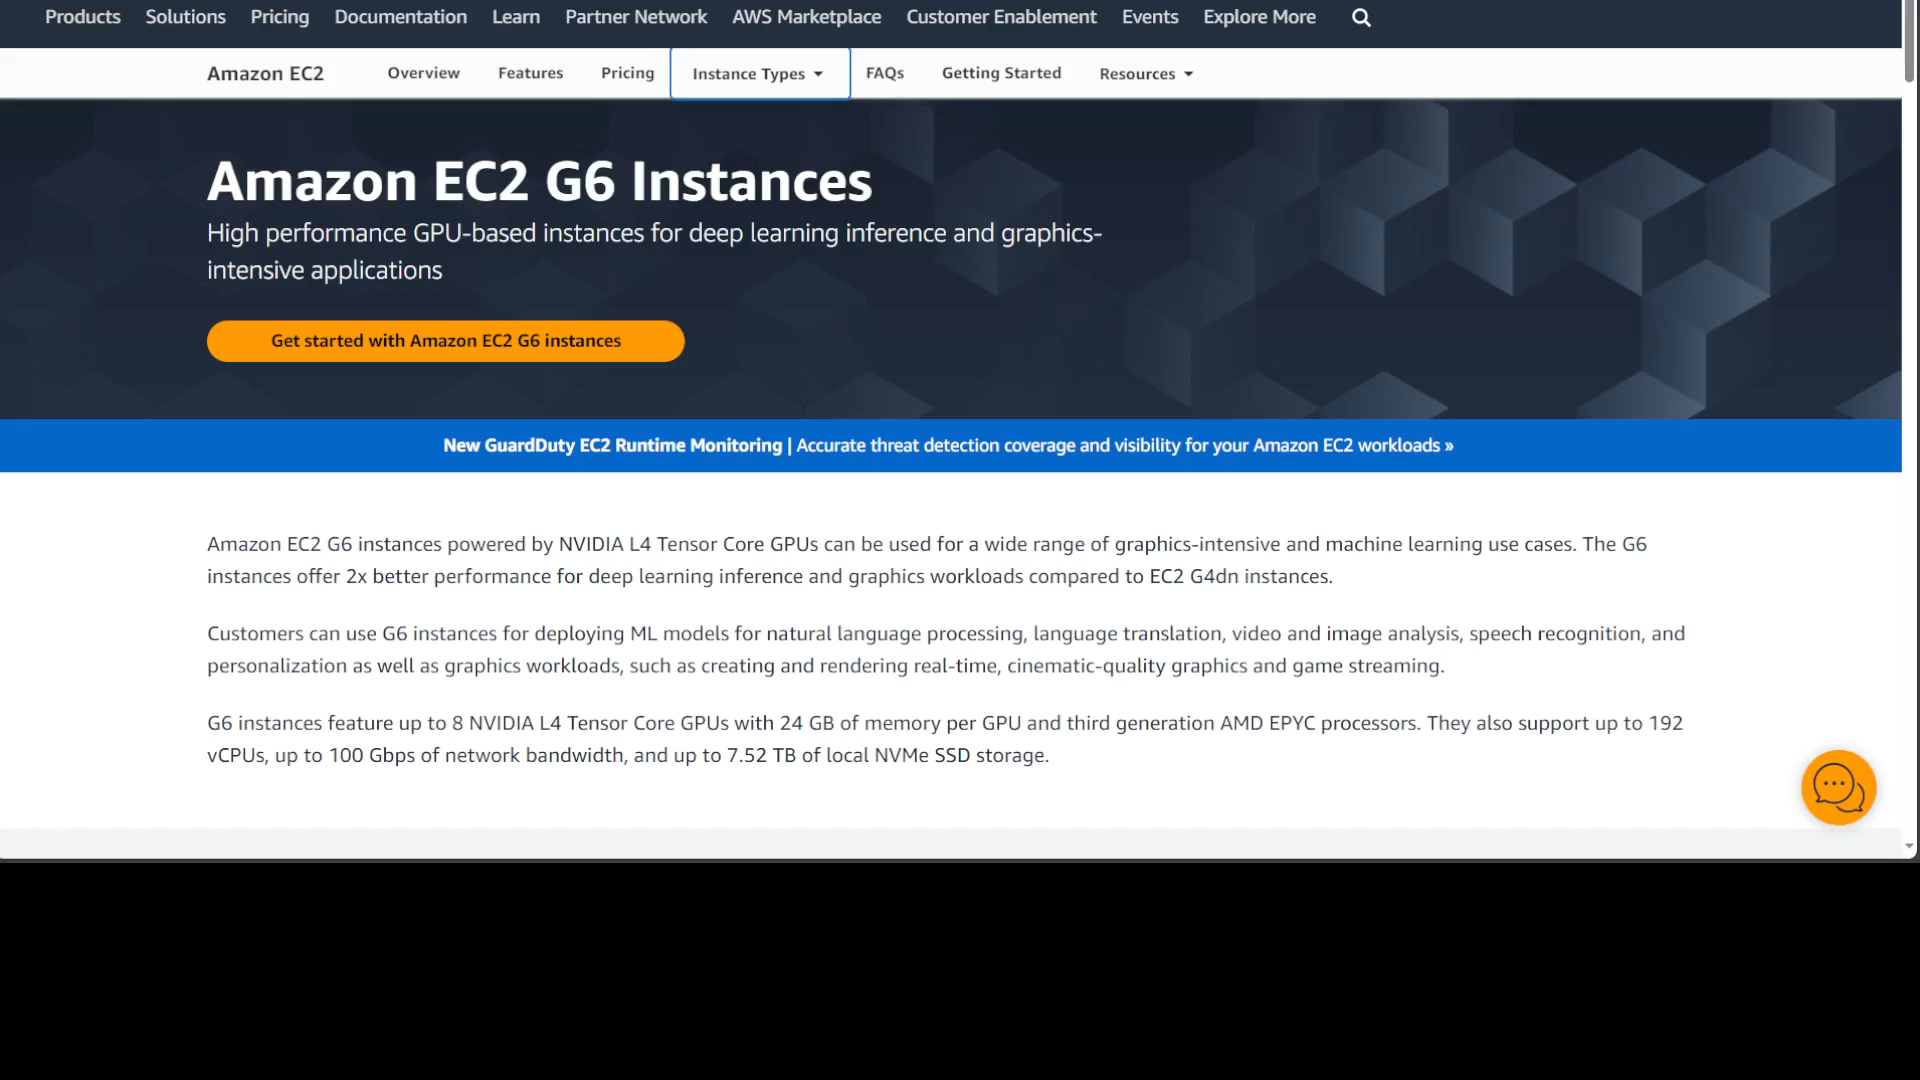 Products Solutions Pricing Documentation Learn Partner Network AWS Marketplace Customer Enablement Events Explore More
Amazon EC2 Overview Features Pricing Instance Types FAQs Getting Started Resources
Amazon EC2 G6 Instances
High performance GPU-based instances for deep learning inference and graphics-
intensive applications
Get started with Amazon EC2 G6 instances
New GuardDuty EC2 Runtime Monitoring | Accurate threat detection coverage and visibility for your Amazon EC2 workloads »
Amazon EC2 G6 instances powered by NVIDIA L4 Tensor Core GPUs can be used for a wide range of graphics-intensive and machine learning use cases. The G6
instances offer 2x better performance for deep learning inference and graphics workloads compared to EC2 G4dn instances.
Customers can use G6 instances for deploying ML models for natural language processing, language translation, video and image analysis, speech recognition, and
personalization as well as graphics workloads, such as creating and rendering real-time, cinematic-quality graphics and game streaming.
G6 instances feature up to 8 NVIDIA L4 Tensor Core GPUs with 24 GB of memory per GPU and third generation AMD EPYC processors. They also support up to 192
vCPUs, up to 100 Gbps of network bandwidth, and up to 7.52 TB of local NVMe SSD storage.